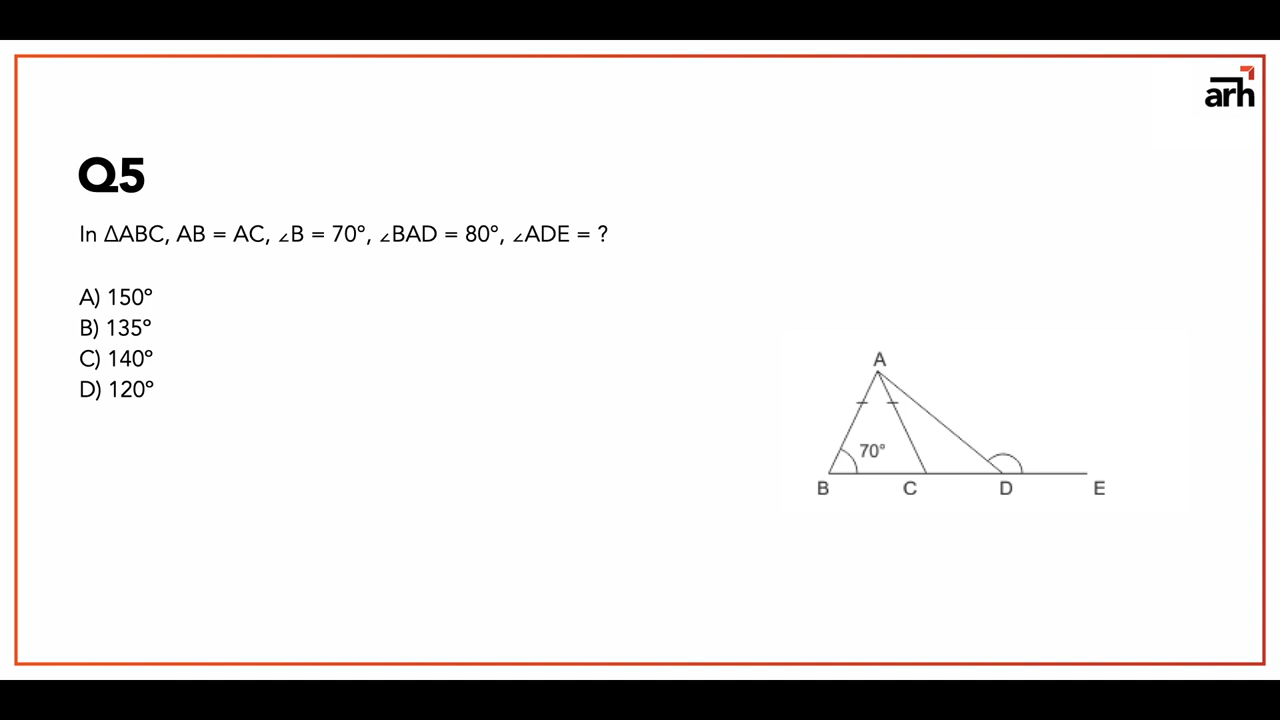 arh
Q5
In ΔABC, AB = AC, ∠B = 70°, ∠BAD = 80°, ∠ADE = ?
A) 150°
B) 135°
C) 140°
D) 120°
A
70°
B C D E